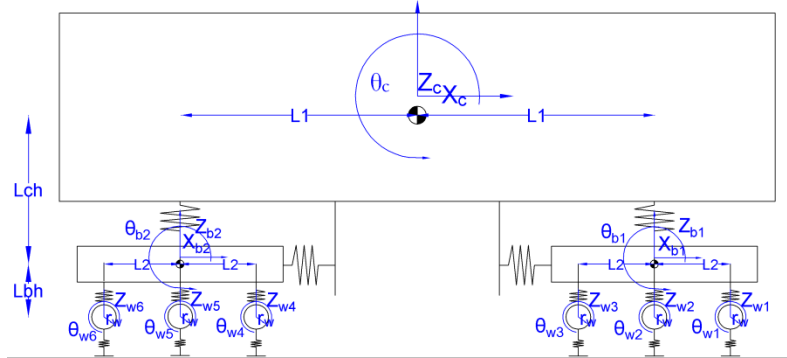 θc
Zc
Xc
L1
L1
Lch
Lbh
θb2
Zb2
Xb2
L2
L2
θb1
Zb1
Xb1
L2
L2
Zw6
Zw5
Zw4
Zw3
Zw2
Zw1
rw
rw
rw
rw
rw
rw
θw6
θw5
θw4
θw3
θw2
θw1